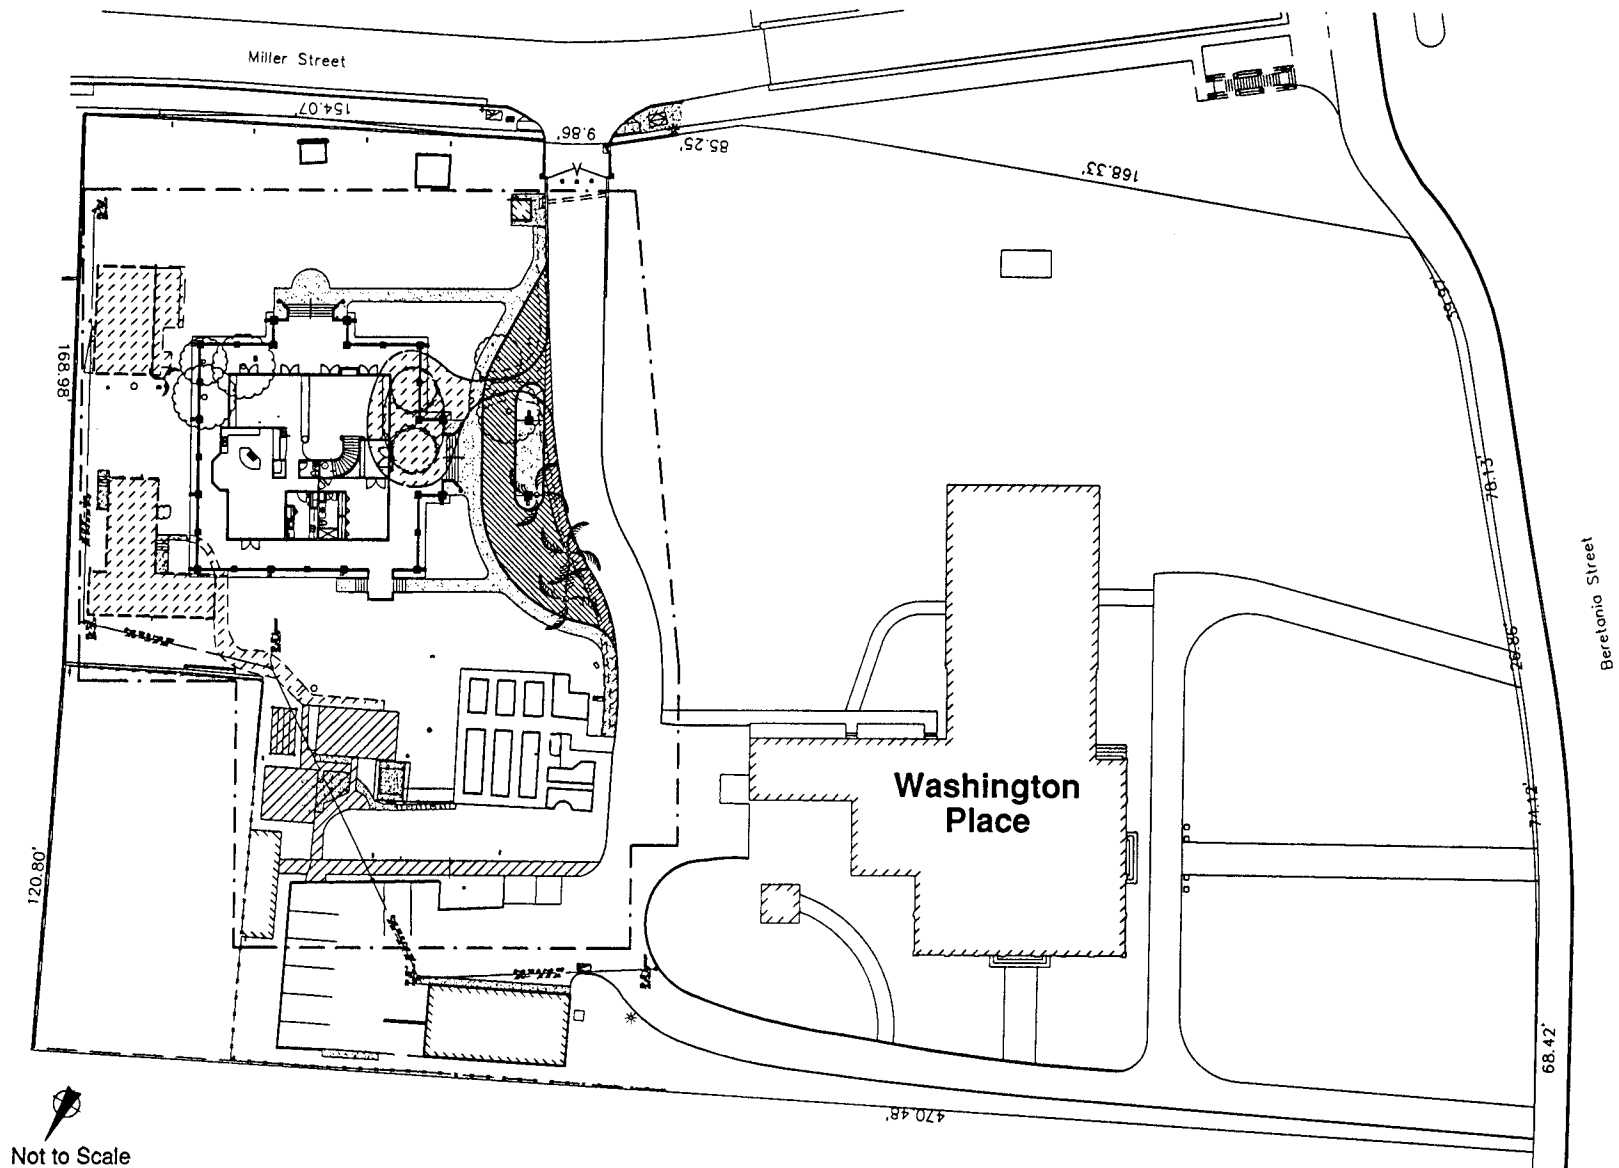 Miller Street
154.07'
9.86'
85.25'
168.33'
168.98'
78.13'
Beretania Street
26.86
Washington
Place
74.12'
120.80'
68.42'
470.48'
Not to Scale